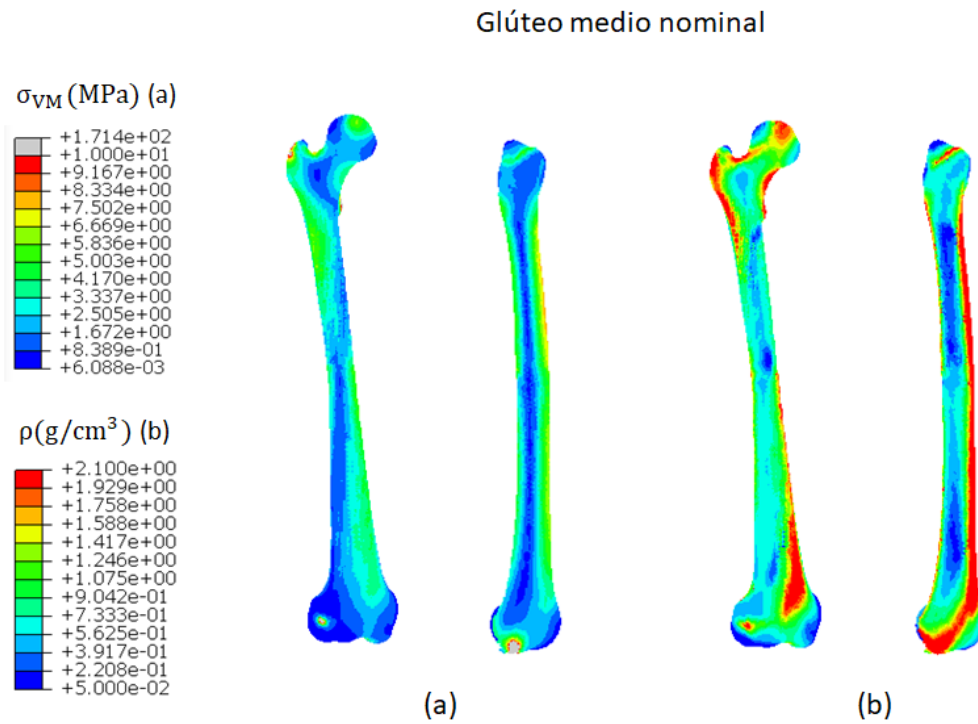 Glúteo medio nominal
σVM (MPa) (a)
+1.714e+02
+1.000e+01
+9.167e+00
+8.334e+00
+7.502e+00
+6.669e+00
+5.836e+00
+5.003e+00
+4.170e+00
+3.337e+00
+2.505e+00
+1.672e+00
+8.389e-01
+6.088e-03
ρ(g/cm³) (b)
+2.100e+00
+1.929e+00
+1.758e+00
+1.588e+00
+1.417e+00
+1.246e+00
+1.075e+00
+9.042e-01
+7.333e-01
+5.625e-01
+3.917e-01
+2.208e-01
+5.000e-02
(a) (b)